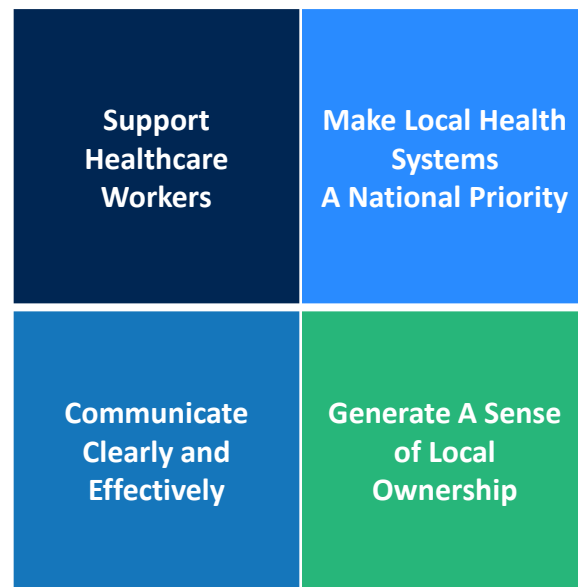 Support
Healthcare
Workers
Make Local Health
Systems
A National Priority
Communicate
Clearly and
Effectively
Generate A Sense
of Local
Ownership